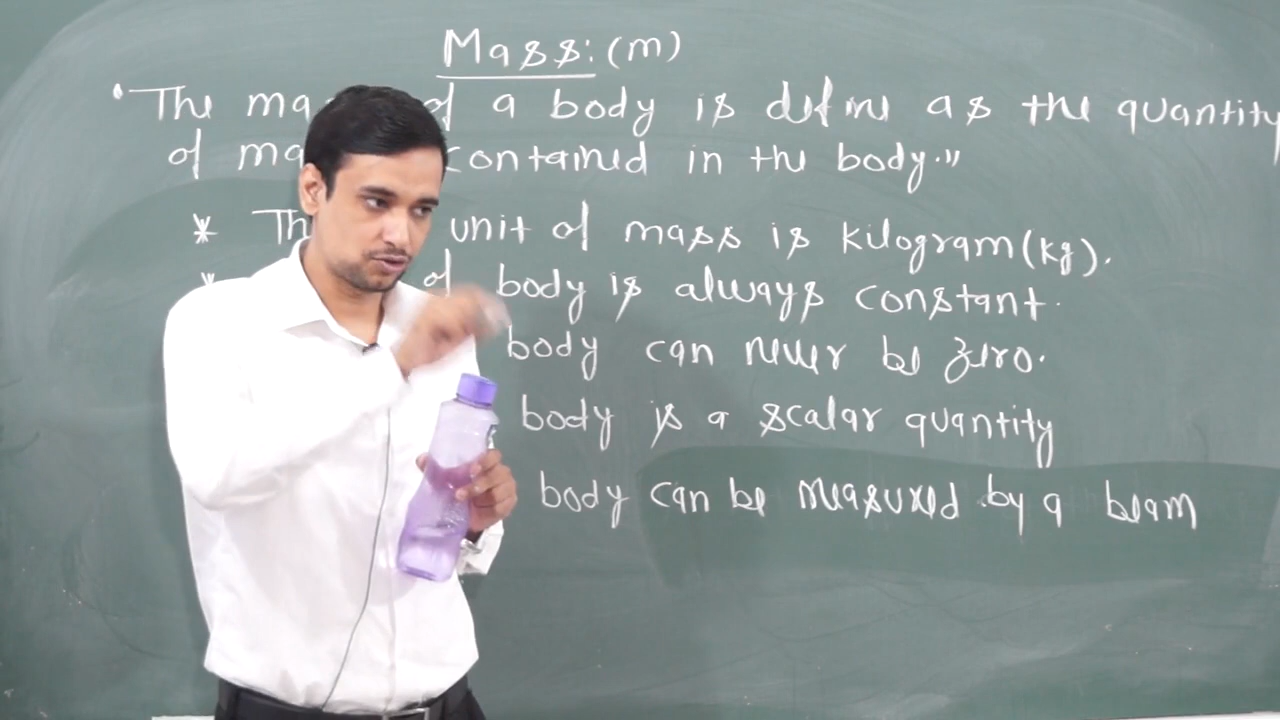 Mass: (m)
"The ma of a body is define as the quantity
of ma contained in the body."
* Th unit of mass is kilogram(kg).
* of body is always constant.
body can never be zero.
body is a scalar quantity
body can be measured by a beam